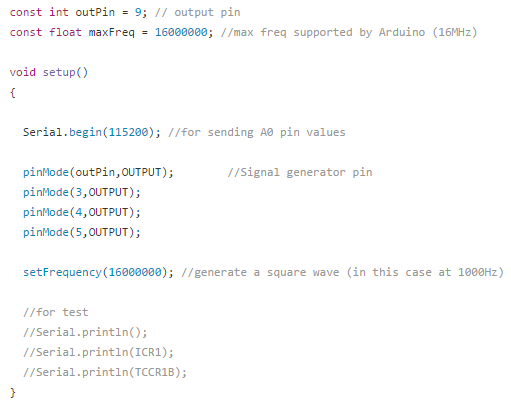 const int outPin = 9; // output pin
const float maxFreq = 16000000; //max freq supported by Arduino (16MHz)
void setup()
{
Serial.begin(115200); //for sending A0 pin values
pinMode(outPin,OUTPUT); //Signal generator pin
pinMode(3,OUTPUT);
pinMode(4,OUTPUT);
pinMode(5,OUTPUT);
setFrequency(16000000); //generate a square wave (in this case at 1000Hz)
//for test
//Serial.println();
//Serial.println(ICR1);
//Serial.println(TCCR1B);
}